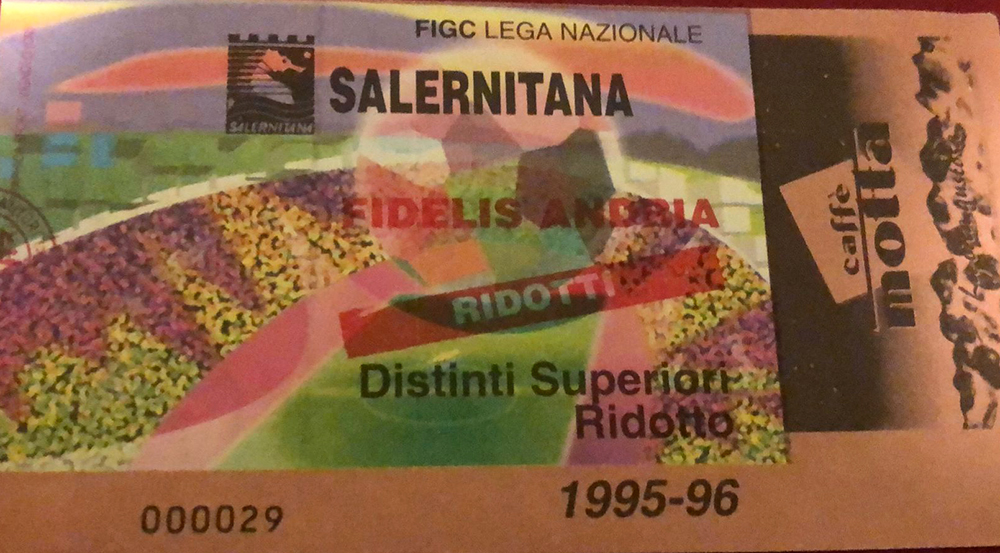 FIGC LEGA NAZIONALE
SALERNITANA
SALERNITANA
FIDELIS ANDRIA
RIDOTTI
Distinti Superiori
Ridotto
1995-96
000029
caffè
motta